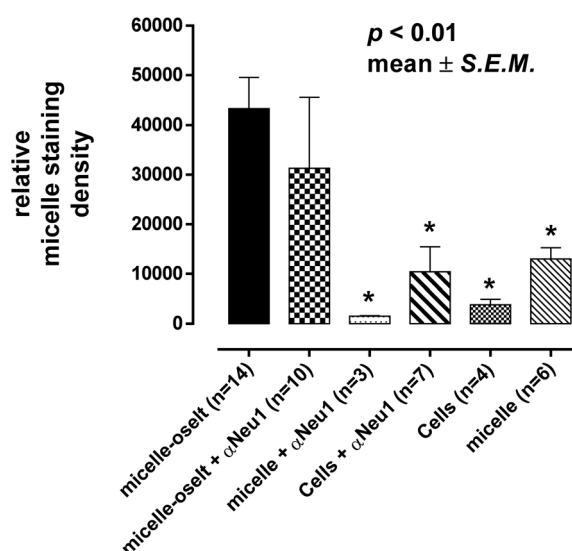 p < 0.01
mean ± S.E.M.
relative
micelle staining
density
60000
50000
40000
30000
20000
10000
0
*
*
*
*
micelle-oselt (n=14)
micelle-oselt + αNeu1 (n=10)
micelle + αNeu1 (n=3)
Cells + αNeu1 (n=7)
Cells (n=4)
micelle (n=6)